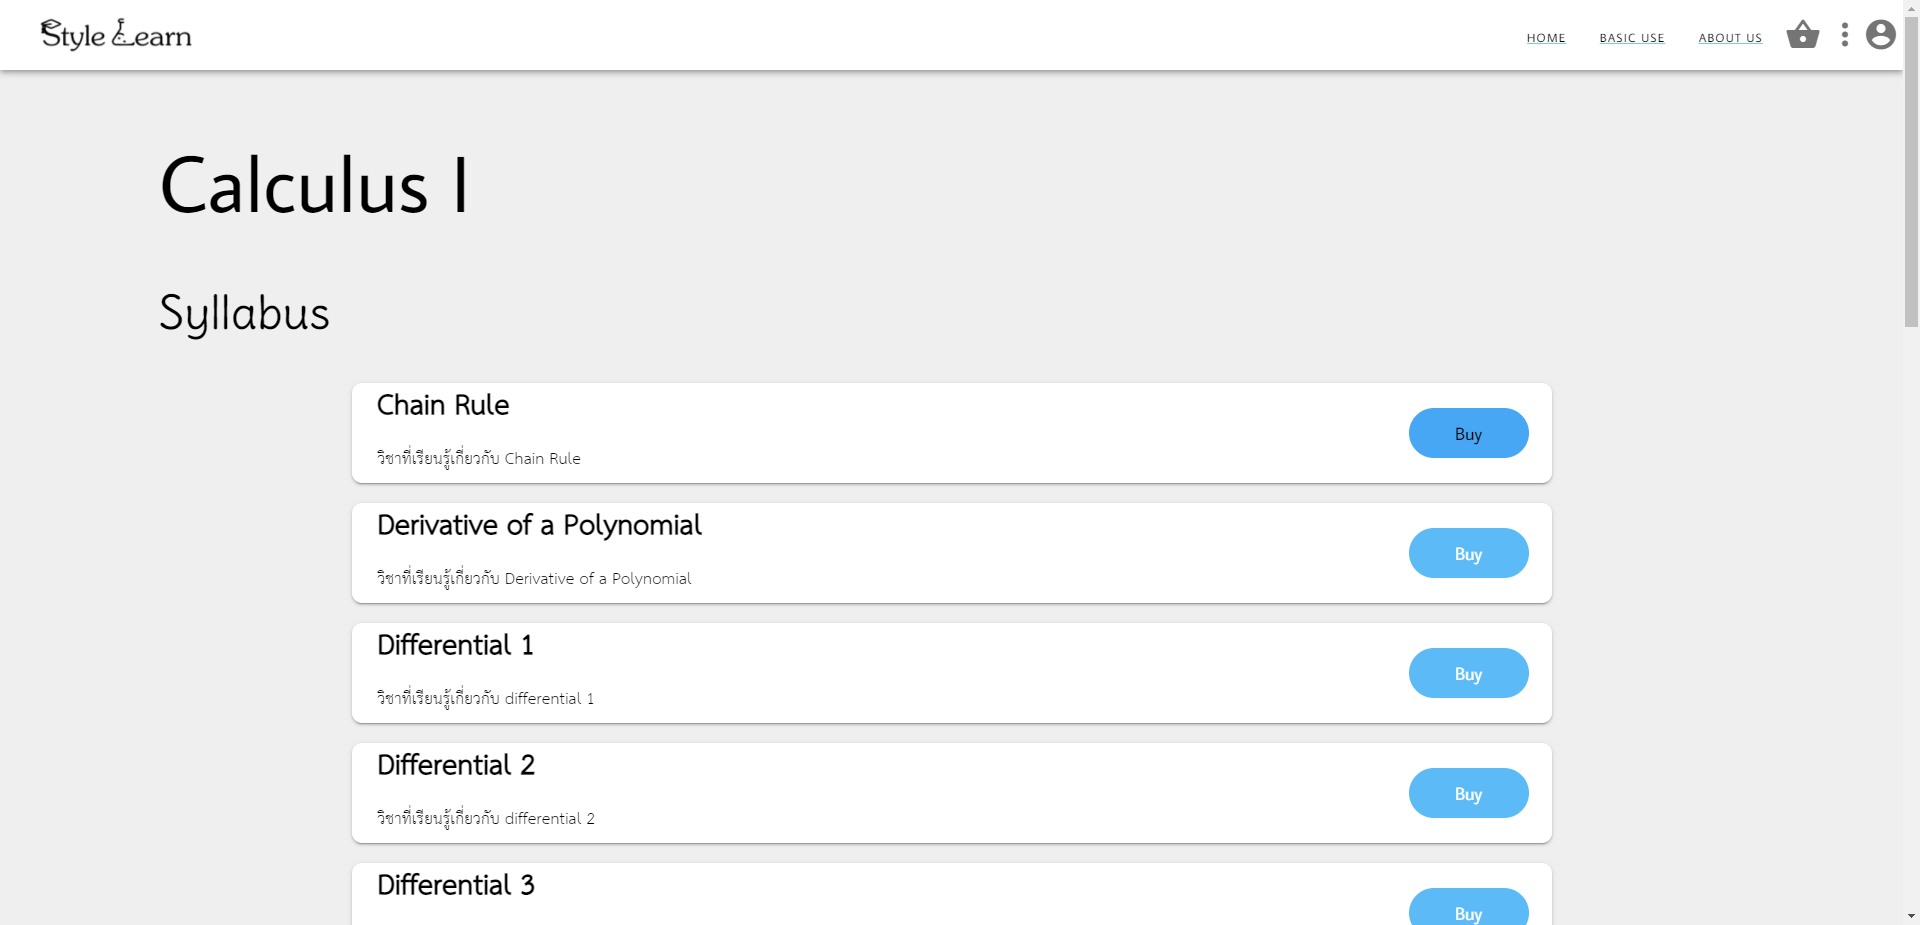 Style Learn
HOME BASIC USE ABOUT US
Calculus I
Syllabus
Chain Rule
วิชาที่เรียนรู้เกี่ยวกับ Chain Rule
Buy
Derivative of a Polynomial
วิชาที่เรียนรู้เกี่ยวกับ Derivative of a Polynomial
Buy
Differential 1
วิชาที่เรียนรู้เกี่ยวกับ differential 1
Buy
Differential 2
วิชาที่เรียนรู้เกี่ยวกับ differential 2
Buy
Differential 3
Buy